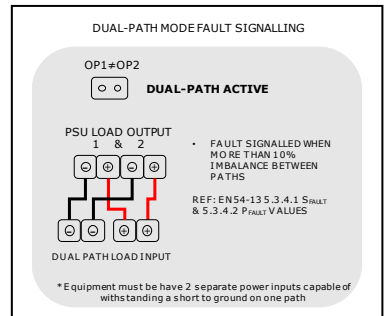 DUAL-PATH MODE FAULT SIGNALLING
OP1≠OP2
DUAL-PATH ACTIVE
PSU LOAD OUTPUT
1 & 2
- + - +
• FAULT SIGNALLED WHEN
MORE THAN 10%
IMBALANCE BETWEEN
PATHS
REF: EN54-13 5.3.4.1 SFAULT
& 5.3.4.2 PFAULT VALUES
- - + +
DUAL PATH LOAD INPUT
*Equipment must be have 2 separate power inputs capable of
withstanding a short to ground on one path